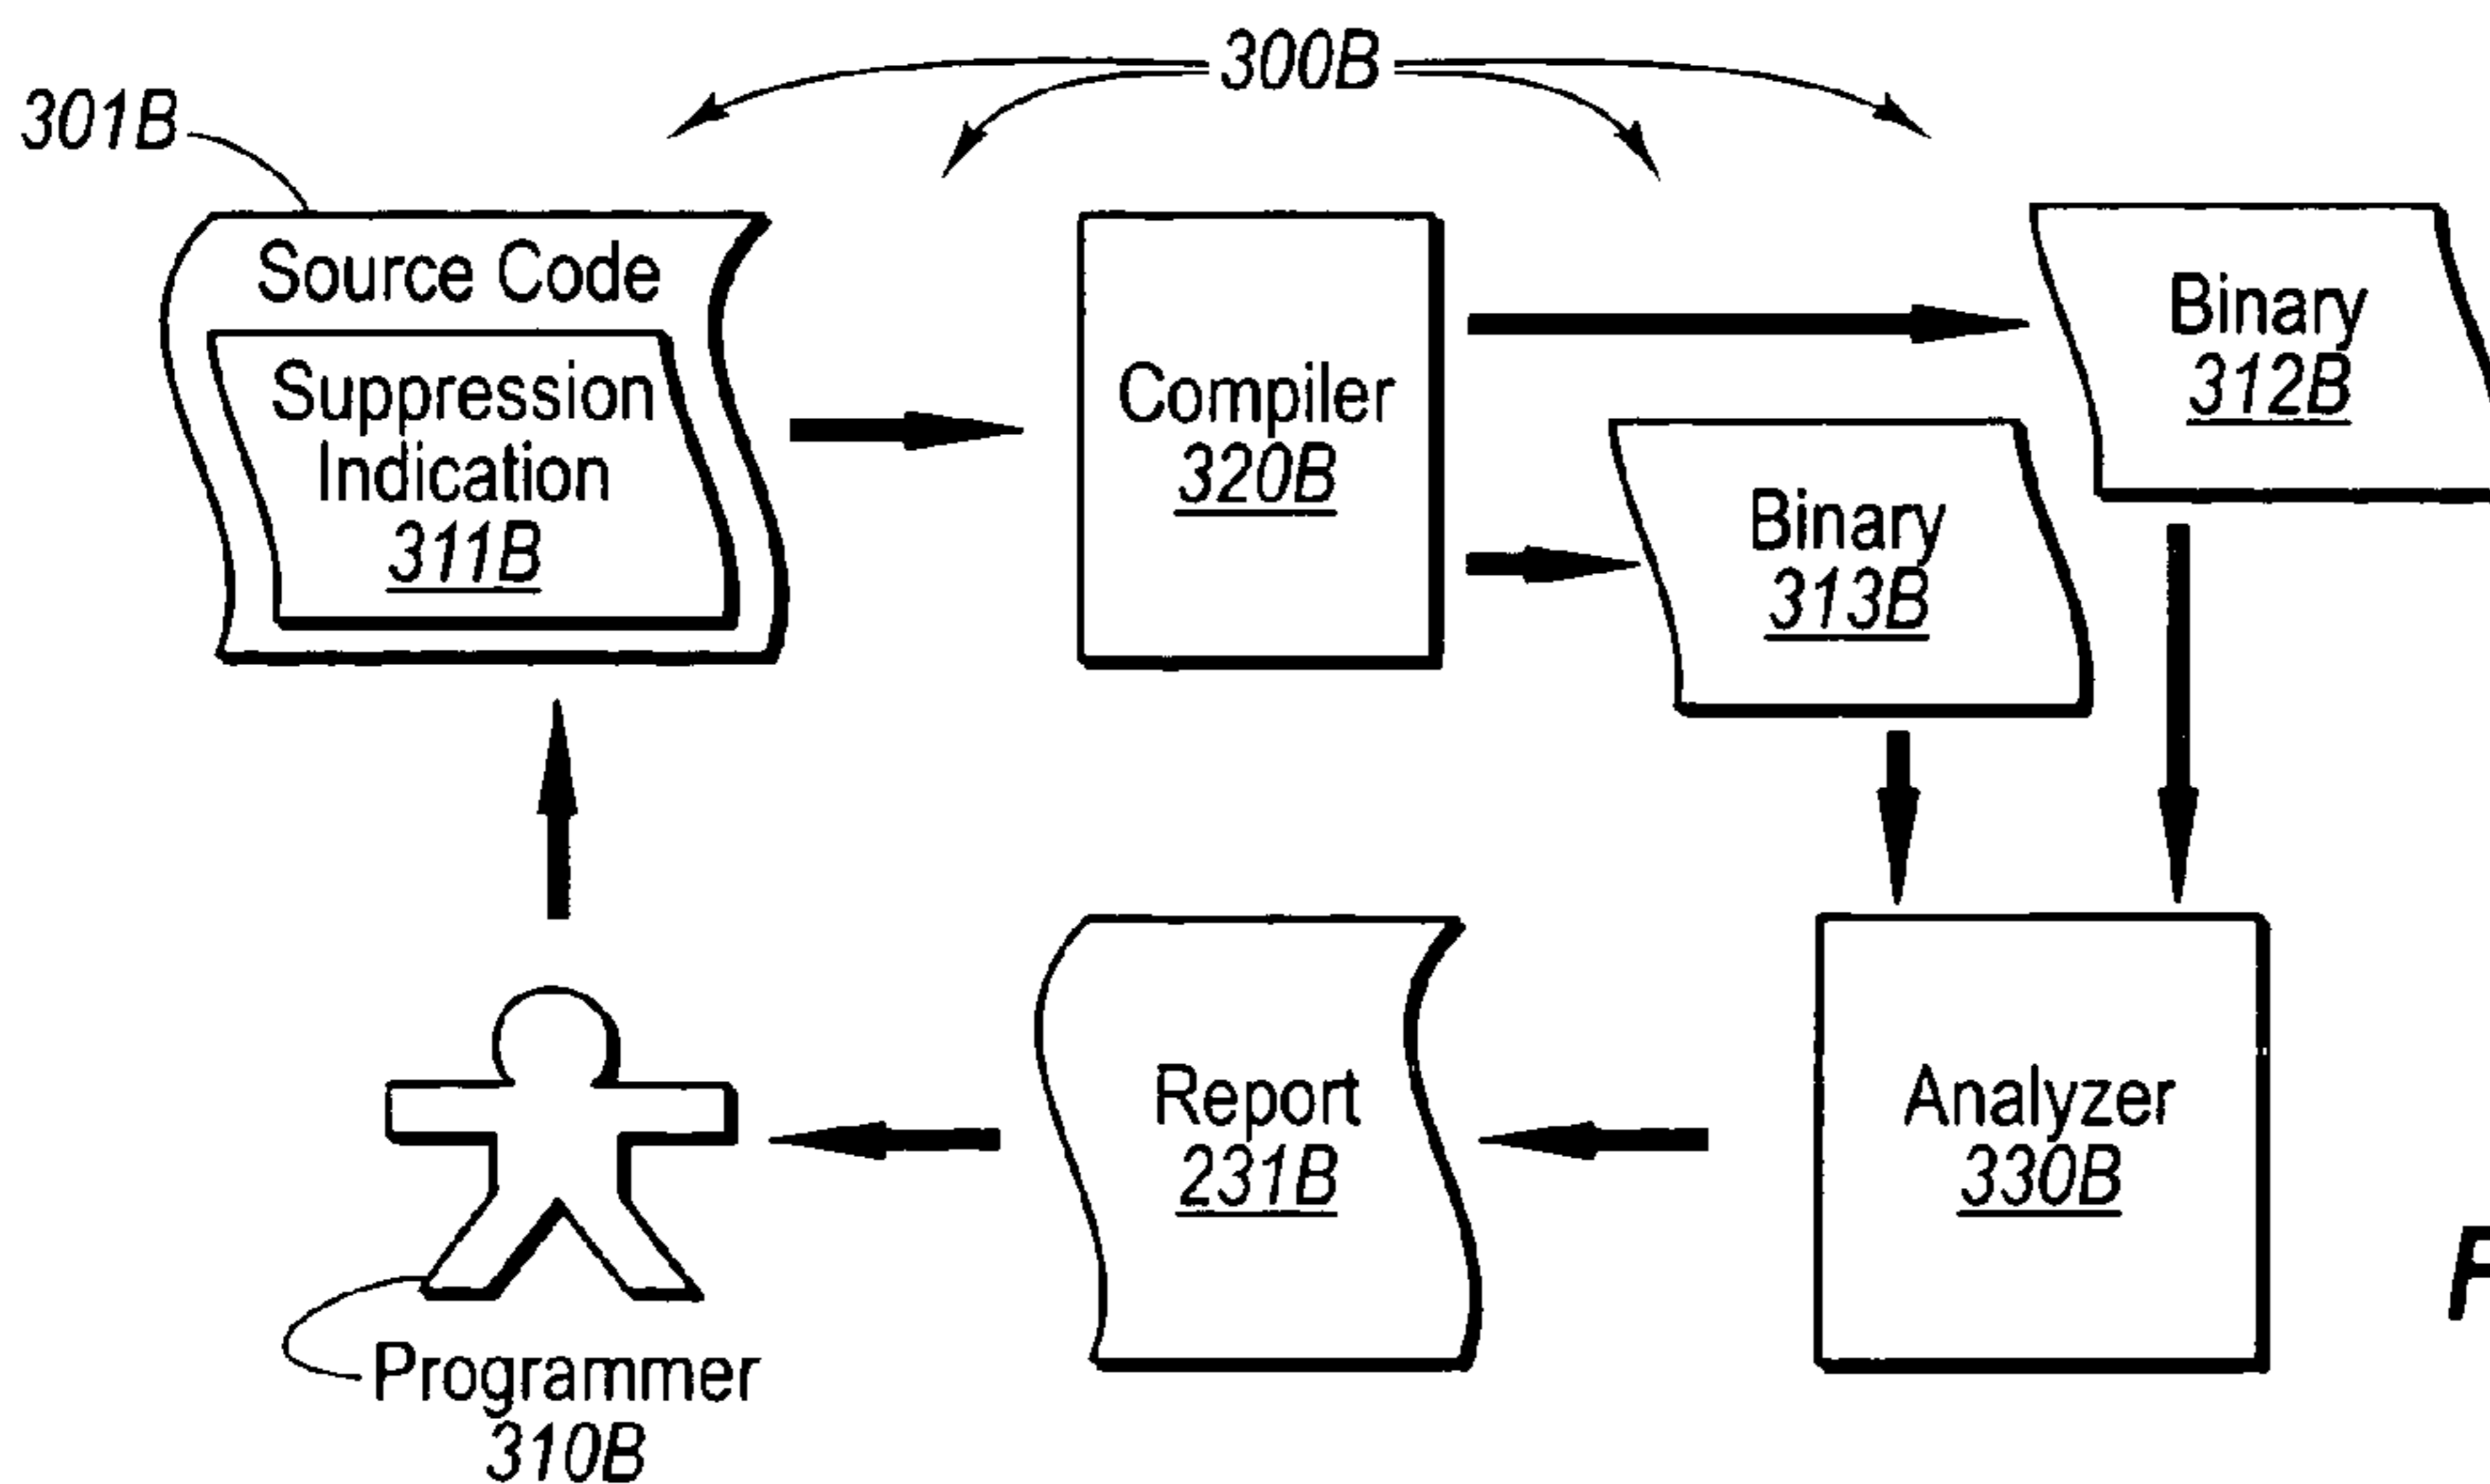 300B
301B
Source Code
Suppression
Indication
311B
Compiler
320B
Binary
312B
Binary
313B
Report
231B
Analyzer
330B
Programmer
310B
F